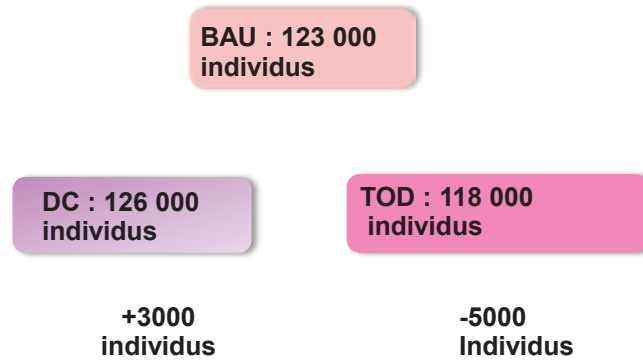 BAU : 123 000
individus
DC : 126 000
individus
TOD : 118 000
individus
+3000
individus
-5000
Individus